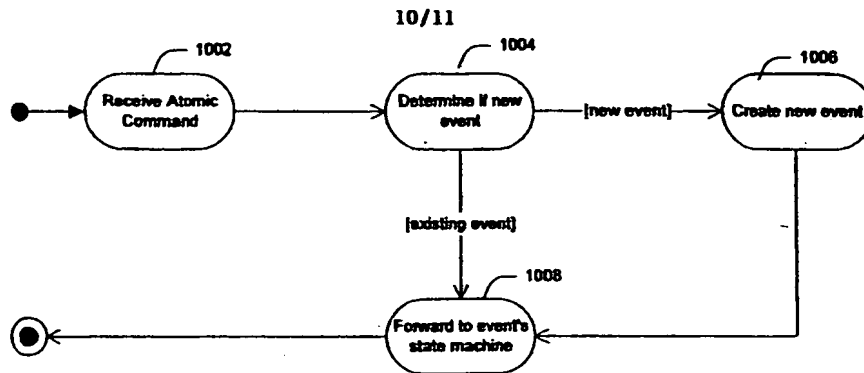 10/11
1002
Receive Atomic
Command
1004
Determine if new
event
[new event]
1006
Create new event
[existing event]
1008
Forward to event's
state machine